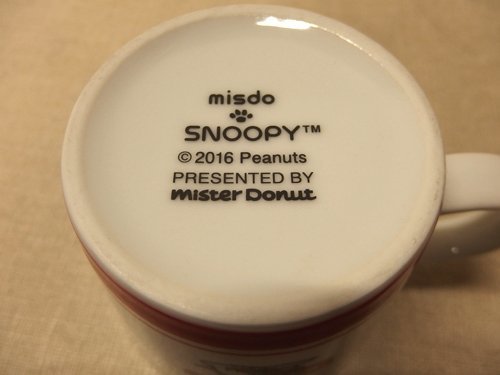 misdo
SNOOPY™
© 2016 Peanuts
PRESENTED BY
mister Donut